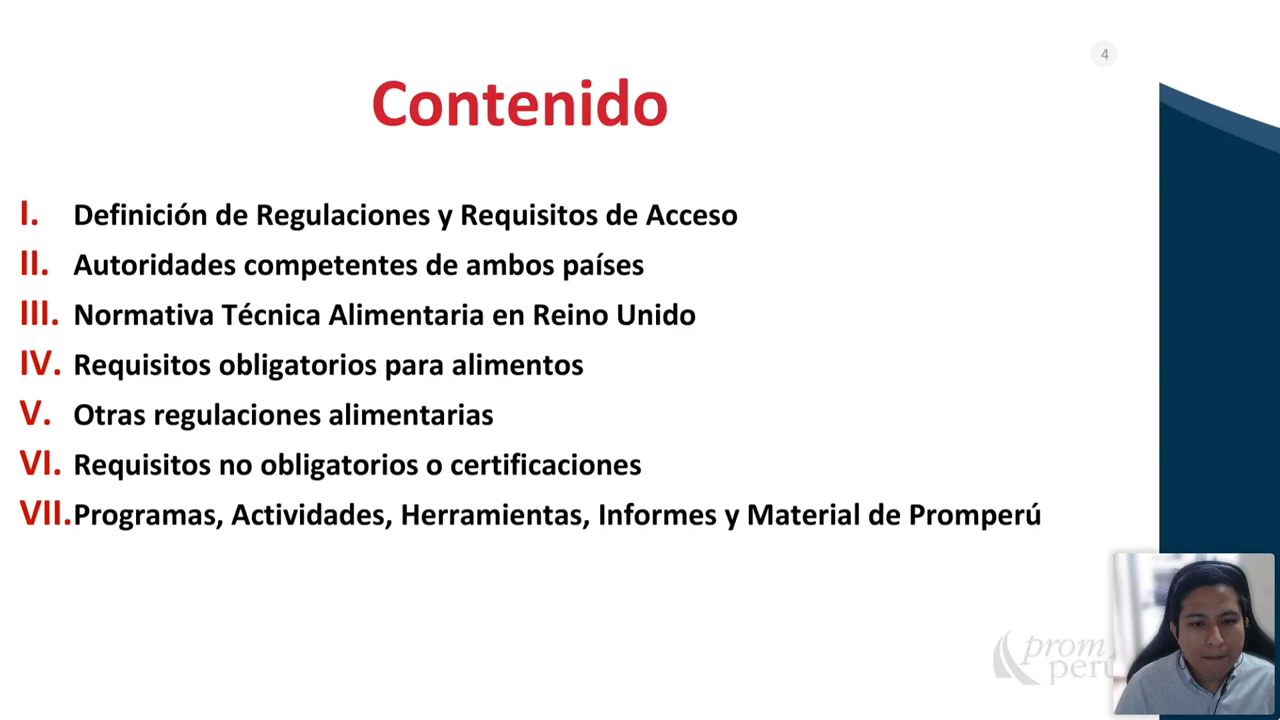 4
Contenido
I. Definición de Regulaciones y Requisitos de Acceso
II. Autoridades competentes de ambos países
III. Normativa Técnica Alimentaria en Reino Unido
IV. Requisitos obligatorios para alimentos
V. Otras regulaciones alimentarias
VI. Requisitos no obligatorios o certificaciones
VII. Programas, Actividades, Herramientas, Informes y Material de Promperú
prom
perú